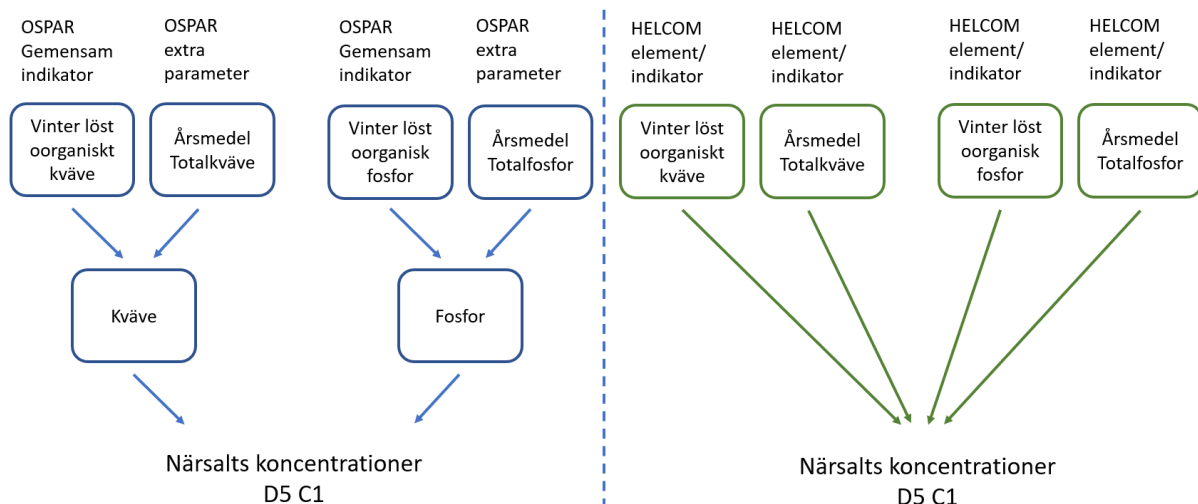 OSPAR
Gemensam
indikator
OSPAR
extra
parameter
OSPAR
Gemensam
indikator
OSPAR
extra
parameter
HELCOM
element/
indikator
HELCOM
element/
indikator
HELCOM
element/
indikator
HELCOM
element/
indikator
Vinter löst
oorganiskt
kväve
Årsmedel
Totalkväve
Vinter löst
oorganisk
fosfor
Årsmedel
Totalfosfor
Vinter löst
oorganiskt
kväve
Årsmedel
Totalkväve
Vinter löst
oorganisk
fosfor
Årsmedel
Totalfosfor
Kväve
Fosfor
Närsalts koncentrationer
D5 C1
Närsalts koncentrationer
D5 C1